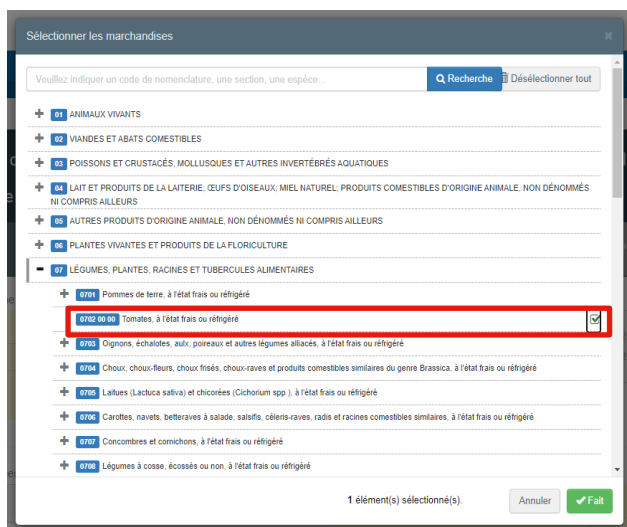 Sélectionner les marchandises
Veuillez indiquer un code de nomenclature, une section, une espèce...
Recherche
Désélectionner tout
01 ANIMAUX VIVANTS
02 VIANDES ET ABATS COMESTIBLES
03 POISSONS ET CRUSTACÉS, MOLLUSQUES ET AUTRES INVERTÉBRÉS AQUATIQUES
04 LAIT ET PRODUITS DE LA LAITERIE; ŒUFS D'OISEAUX; MIEL NATUREL; PRODUITS COMESTIBLES D'ORIGINE ANIMALE, NON DÉNOMMÉS
NI COMPRIS AILLEURS
05 AUTRES PRODUITS D'ORIGINE ANIMALE, NON DÉNOMMÉS NI COMPRIS AILLEURS
06 PLANTES VIVANTES ET PRODUITS DE LA FLORICULTURE
07 LÉGUMES, PLANTES, RACINES ET TUBERCULES ALIMENTAIRES
0701 Pommes de terre, à l'état frais ou réfrigéré
0702 00 00 Tomates, à l'état frais ou réfrigéré
0703 Oignons, échalotes, aulx, poireaux et autres légumes alliacés, à l'état frais ou réfrigéré
0704 Choux, choux-fleurs, choux frisés, choux-raves et produits comestibles similaires du genre Brassica, à l'état frais ou réfrigéré
0705 Laitues (Lactuca sativa) et chicorées (Cichorium spp.), à l'état frais ou réfrigéré
0706 Carottes, navets, betteraves à salade, salsifis, céleris-raves, radis et racines comestibles similaires, à l'état frais ou réfrigéré
0707 Concombres et cornichons, à l'état frais ou réfrigéré
0708 Légumes à cosse, écossés ou non, à l'état frais ou réfrigéré
1 élément(s) sélectionné(s).
Annuler
Fait